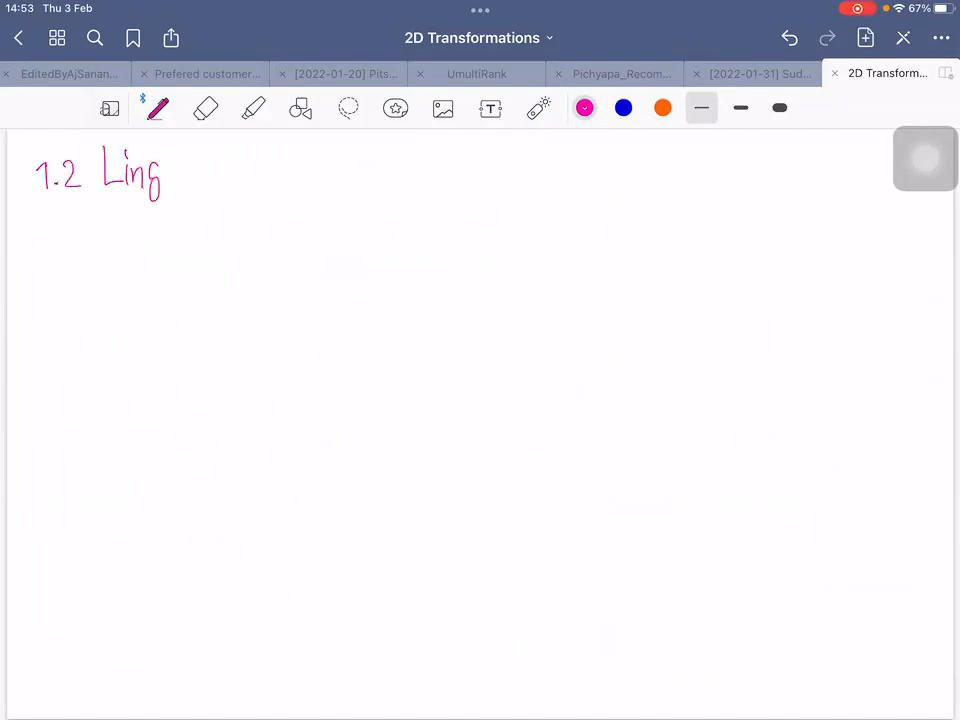 14:53 Thu 3 Feb
67%
2D Transformations
EditedByAjSanan...
Prefered customer...
[2022-01-20] Pits...
UmultiRank
Pichyapa_Recom...
[2022-01-31] Sud...
2D Transform...
T
1.2 Ling